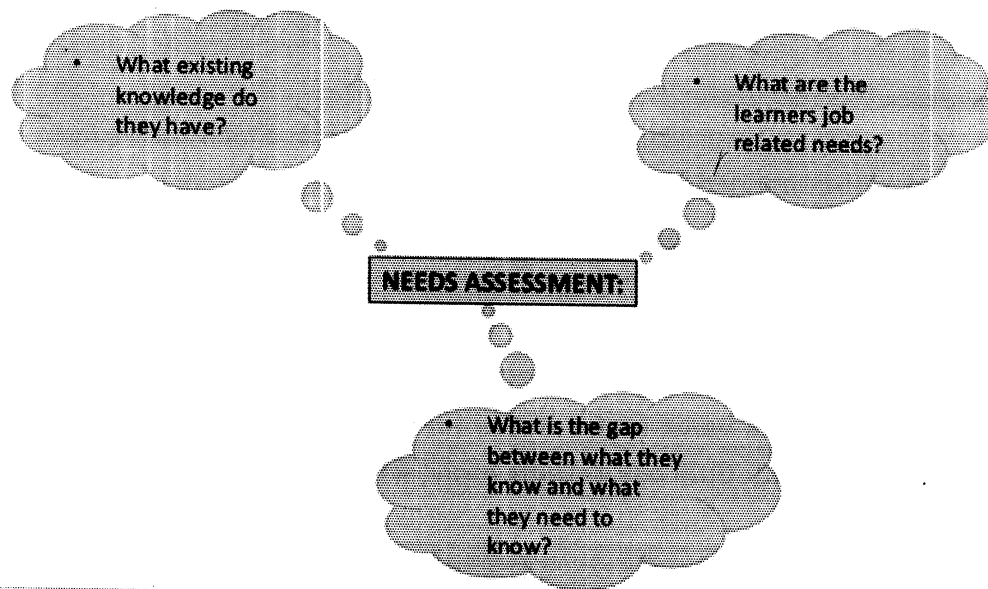 • What existing
knowledge do
they have?
• What are the
learners job
related needs?
NEEDS ASSESSMENT:
• What is the gap
between what they
know and what
they need to
know?